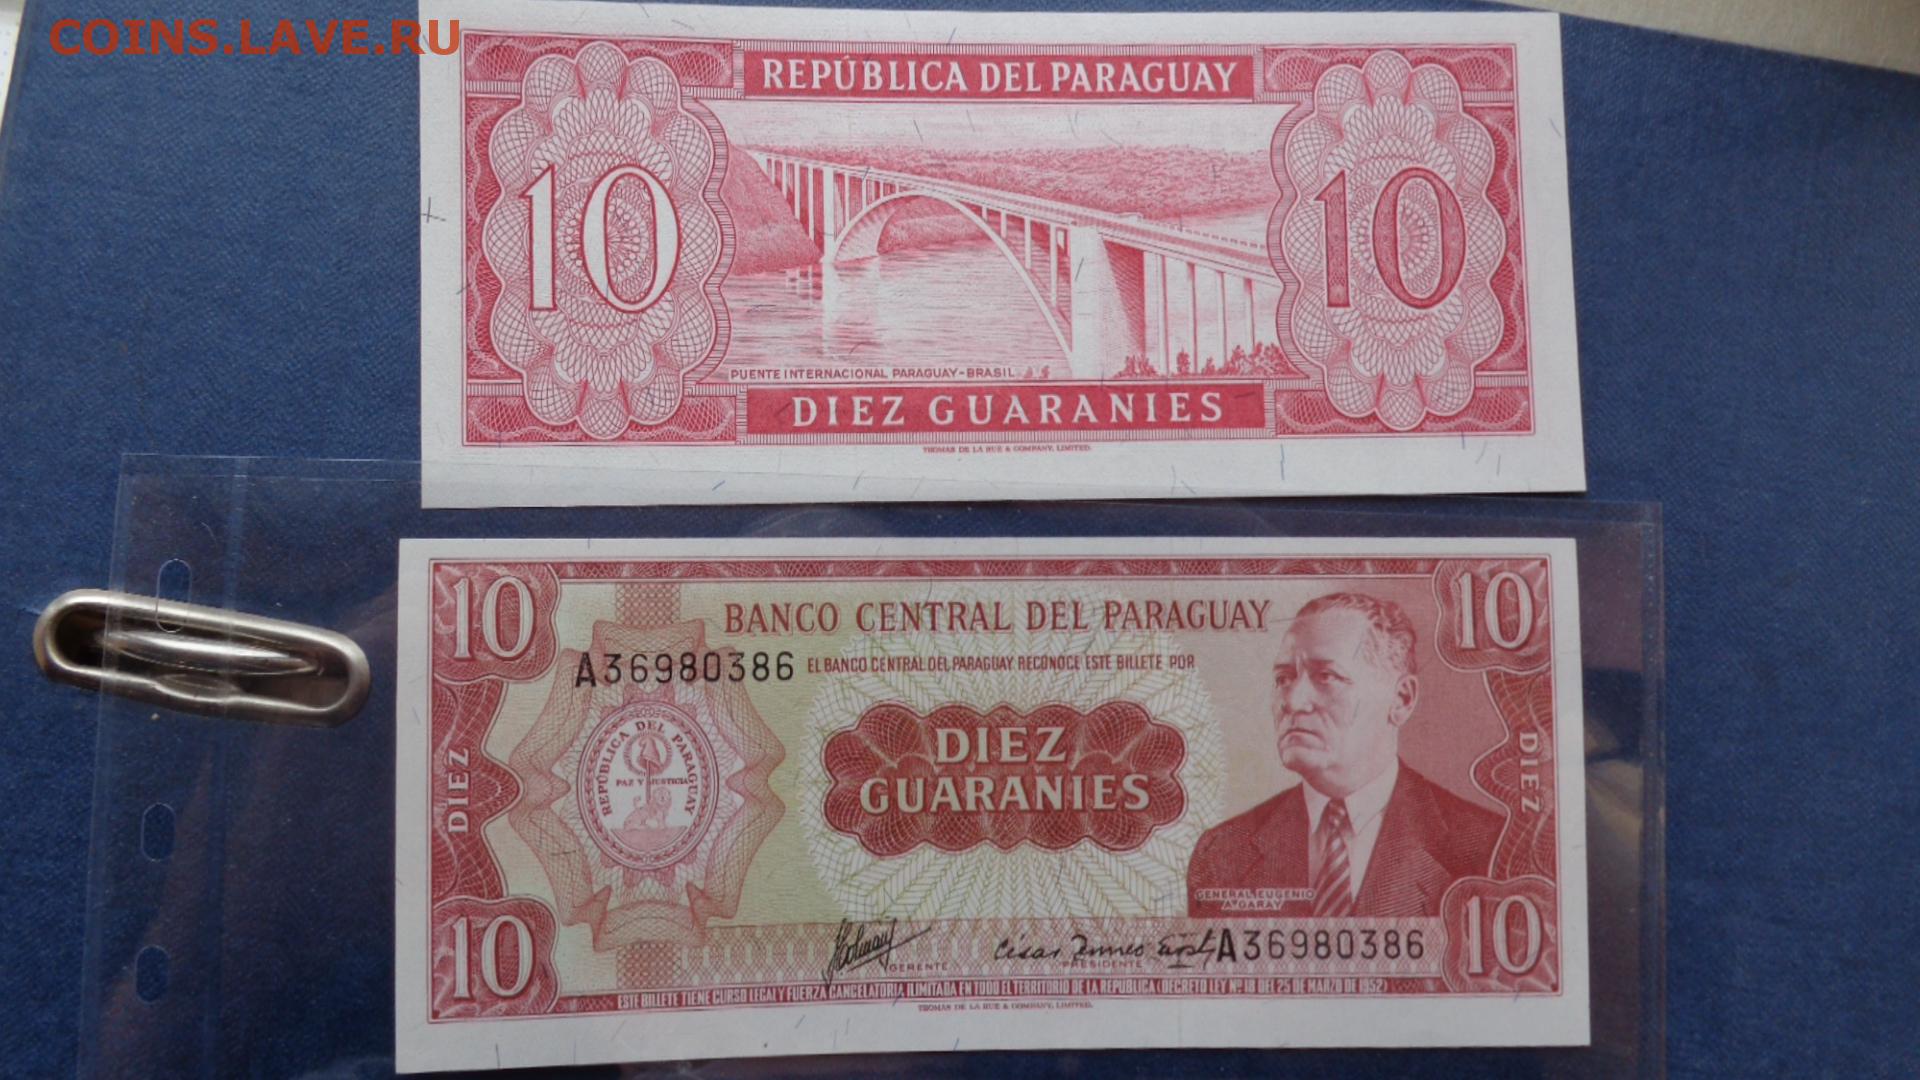 COINS.LAVE.RU
REPÚBLICA DEL PARAGUAY
10 10
PUENTE INTERNACIONAL PARAGUAY-BRASIL
DIEZ GUARANIES
THOMAS DE LA RUE & COMPANY, LIMITED.
10 10
BANCO CENTRAL DEL PARAGUAY
A36980386 EL BANCO CENTRAL DEL PARAGUAY RECONOCE ESTE BILLETE POR
REPÚBLICA DEL PARAGUAY
PAZ Y JUSTICIA
DIEZ
GUARANIES
DIEZ DIEZ
GENERAL EUGENIO
A. GARAY
10 10
A36980386
GERENTE PRESIDENTE
ESTE BILLETE TIENE CURSO LEGAL Y FUERZA CANCELATORIA ILIMITADA EN TODO EL TERRITORIO DE LA REPUBLICA (DECRETO LEY Nº 18 DEL 25 DE MARZO DE 1952)
THOMAS DE LA RUE & COMPANY, LIMITED.